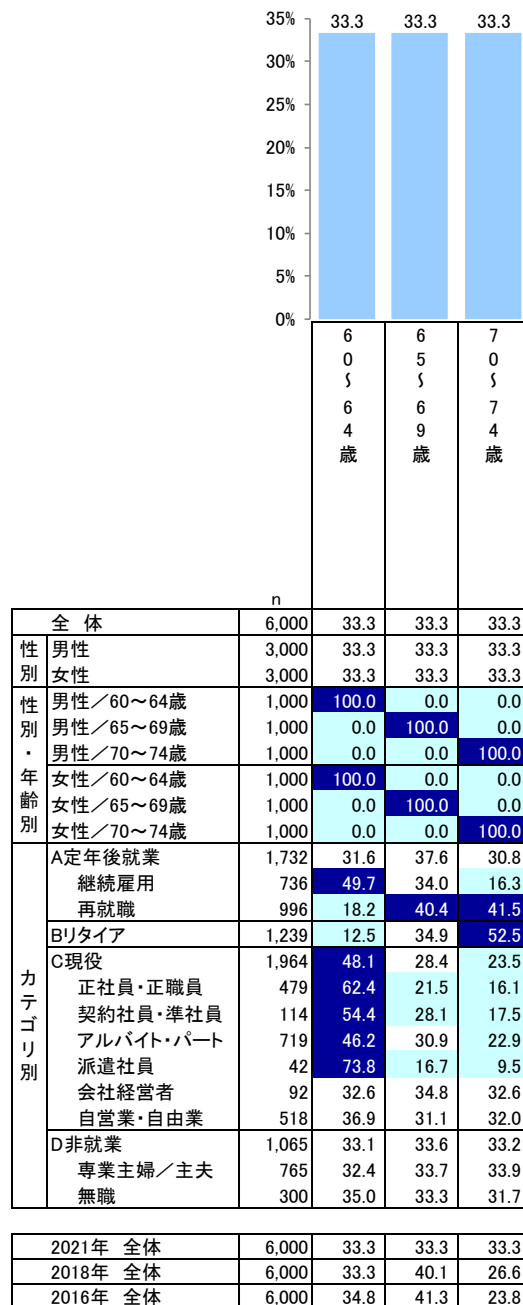 35%
30%
25%
20%
15%
10%
5%
0%
33.3 33.3 33.3
60～64歳
65～69歳
70～74歳
n
全 体 6,000 33.3 33.3 33.3
性別
男性 3,000 33.3 33.3 33.3
女性 3,000 33.3 33.3 33.3
性別・年齢別
男性／60～64歳 1,000 100.0 0.0 0.0
男性／65～69歳 1,000 0.0 100.0 0.0
男性／70～74歳 1,000 0.0 0.0 100.0
女性／60～64歳 1,000 100.0 0.0 0.0
女性／65～69歳 1,000 0.0 100.0 0.0
女性／70～74歳 1,000 0.0 0.0 100.0
カテゴリ別
A定年後就業 1,732 31.6 37.6 30.8
継続雇用 736 49.7 34.0 16.3
再就職 996 18.2 40.4 41.5
Bリタイア 1,239 12.5 34.9 52.5
C現役 1,964 48.1 28.4 23.5
正社員・正職員 479 62.4 21.5 16.1
契約社員・準社員 114 54.4 28.1 17.5
アルバイト・パート 719 46.2 30.9 22.9
派遣社員 42 73.8 16.7 9.5
会社経営者 92 32.6 34.8 32.6
自営業・自由業 518 36.9 31.1 32.0
D非就業 1,065 33.1 33.6 33.2
専業主婦／主夫 765 32.4 33.7 33.9
無職 300 35.0 33.3 31.7
2021年 全体 6,000 33.3 33.3 33.3
2018年 全体 6,000 33.3 40.1 26.6
2016年 全体 6,000 34.8 41.3 23.8